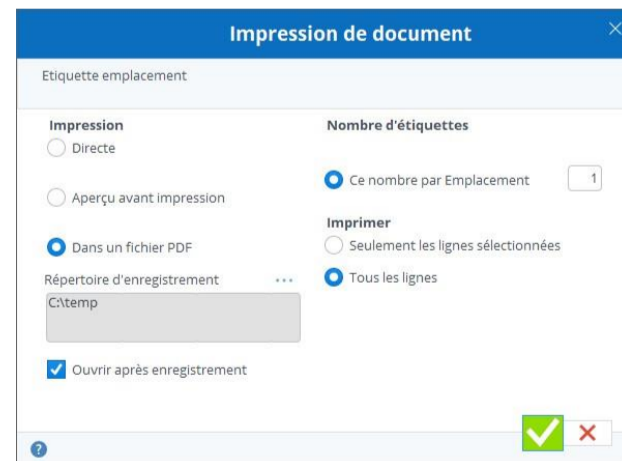 Impression de document
Etiquette emplacement
Impression
Directe
Aperçu avant impression
Dans un fichier PDF
Répertoire d'enregistrement ...
C:\temp
Ouvrir après enregistrement
Nombre d'étiquettes
Ce nombre par Emplacement 1
Imprimer
Seulement les lignes sélectionnées
Tous les lignes
?